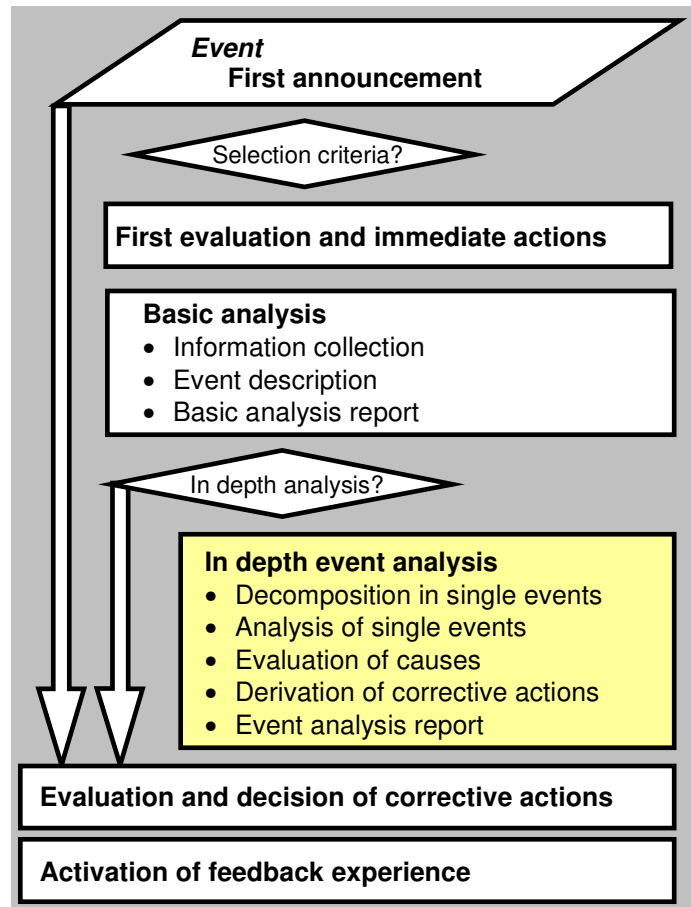 Event
First announcement
Selection criteria?
First evaluation and immediate actions
Basic analysis
• Information collection
• Event description
• Basic analysis report
In depth analysis?
In depth event analysis
• Decomposition in single events
• Analysis of single events
• Evaluation of causes
• Derivation of corrective actions
• Event analysis report
Evaluation and decision of corrective actions
Activation of feedback experience